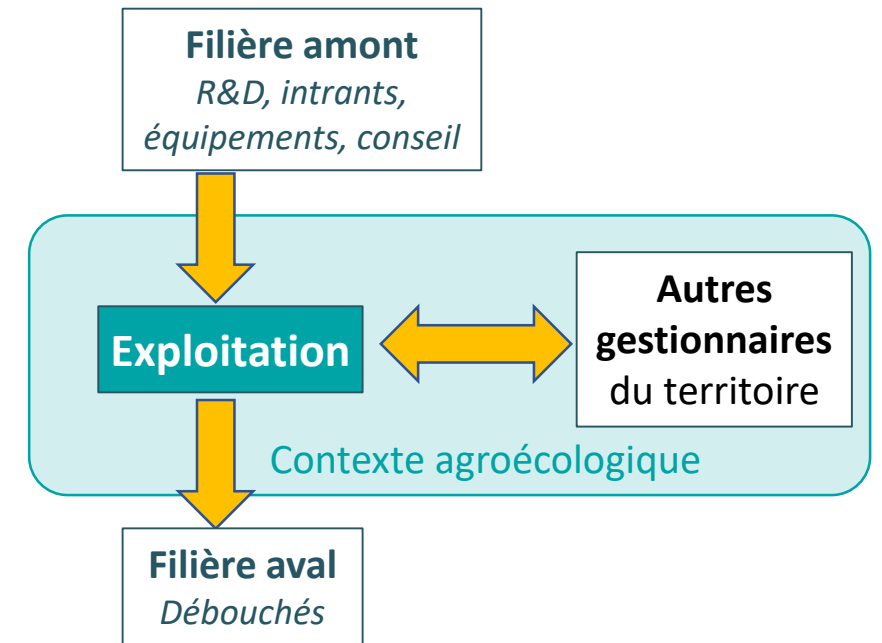 Filière amont
R&D, intrants,
équipements, conseil
Exploitation
Autres
gestionnaires
du territoire
Contexte agroécologique
Filière aval
Débouchés